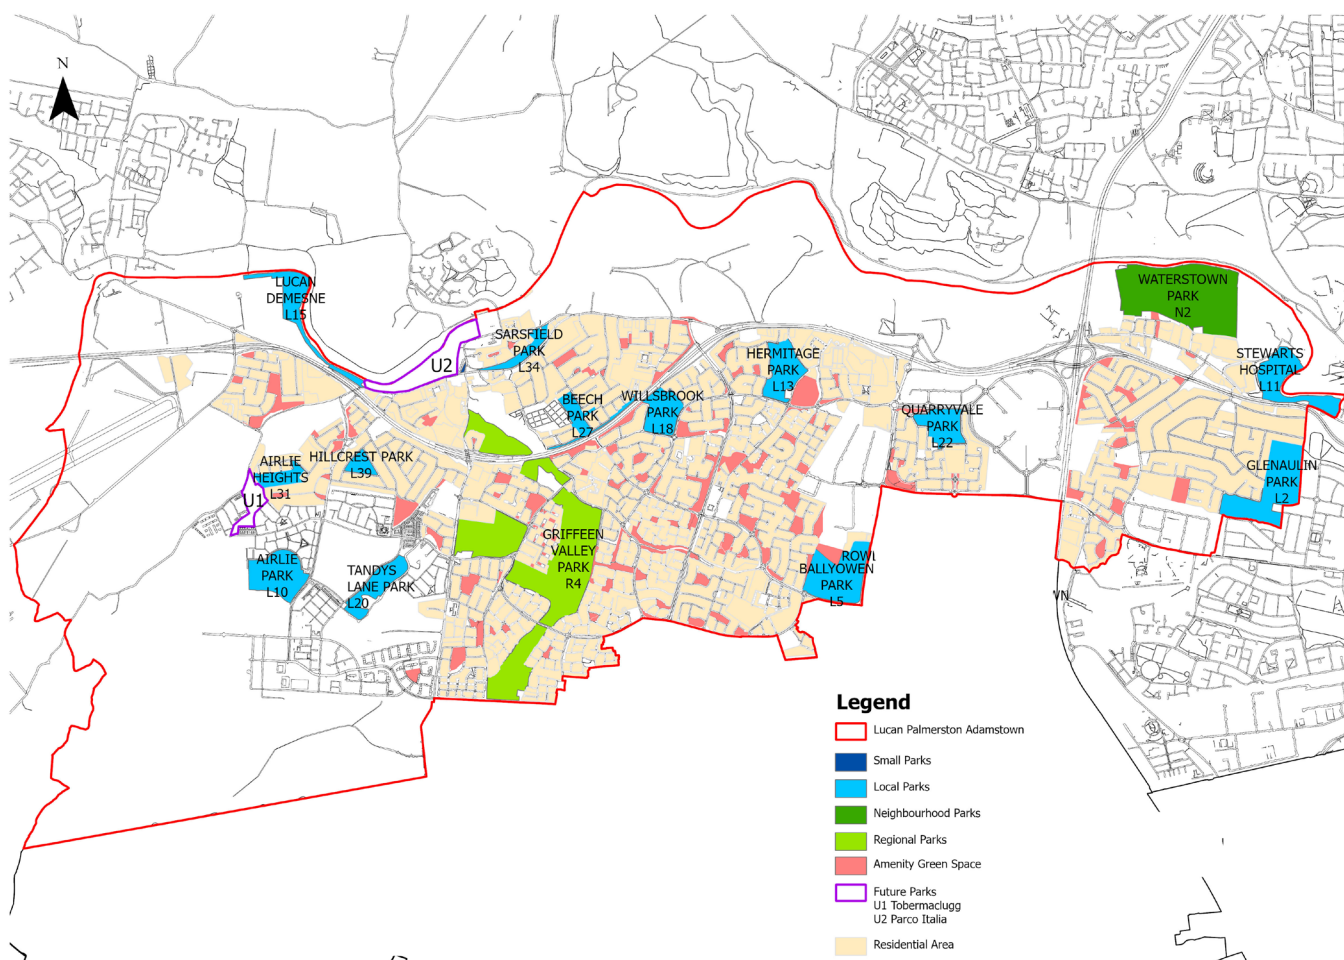 N
WATERSTOWN
PARK
N2
LUCAN
DEMESNE
L15
SARSFIELD
PARK
L34
U2
HERMITAGE
PARK
L13
STEWARTS
HOSPITAL
L11
BEECH
PARK
L27
WILLSBROOK
PARK
L18
QUARRYVALE
PARK
L22
HILLCREST PARK
L39
AIRLIE
HEIGHTS
L31
U1
GLENAULIN
PARK
L2
GRIFFEEN
VALLEY
PARK
R4
AIRLIE
PARK
L10
TANDYS
LANE PARK
L20
ROWL
BALLYOWEN
PARK
L5
Legend
Lucan Palmerston Adamstown
Small Parks
Local Parks
Neighbourhood Parks
Regional Parks
Amenity Green Space
Future Parks
U1 Tobermaclugg
U2 Parco Italia
Residential Area